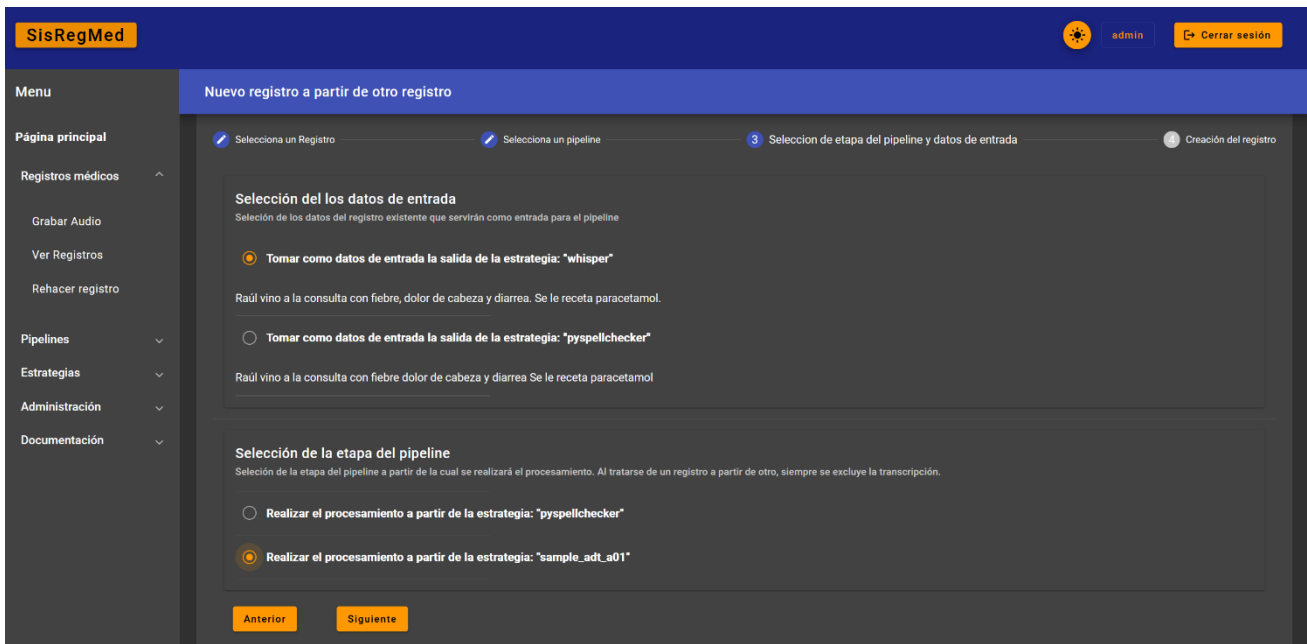 SisRegMed
admin
Cerrar sesión
Menu
Página principal
Registros médicos
Grabar Audio
Ver Registros
Rehacer registro
Pipelines
Estrategias
Administración
Documentación
Nuevo registro a partir de otro registro
Selecciona un Registro
Selecciona un pipeline
3 Seleccion de etapa del pipeline y datos de entrada
4 Creación del registro
Selección del los datos de entrada
Seleción de los datos del registro existente que servirán como entrada para el pipeline
Tomar como datos de entrada la salida de la estrategia: "whisper"
Raúl vino a la consulta con fiebre, dolor de cabeza y diarrea. Se le receta paracetamol.
Tomar como datos de entrada la salida de la estrategia: "pyspellchecker"
Raúl vino a la consulta con fiebre dolor de cabeza y diarrea Se le receta paracetamol
Selección de la etapa del pipeline
Seleción de la etapa del pipeline a partir de la cual se realizará el procesamiento. Al tratarse de un registro a partir de otro, siempre se excluye la transcripción.
Realizar el procesamiento a partir de la estrategia: "pyspellchecker"
Realizar el procesamiento a partir de la estrategia: "sample_adt_a01"
Anterior
Siguiente